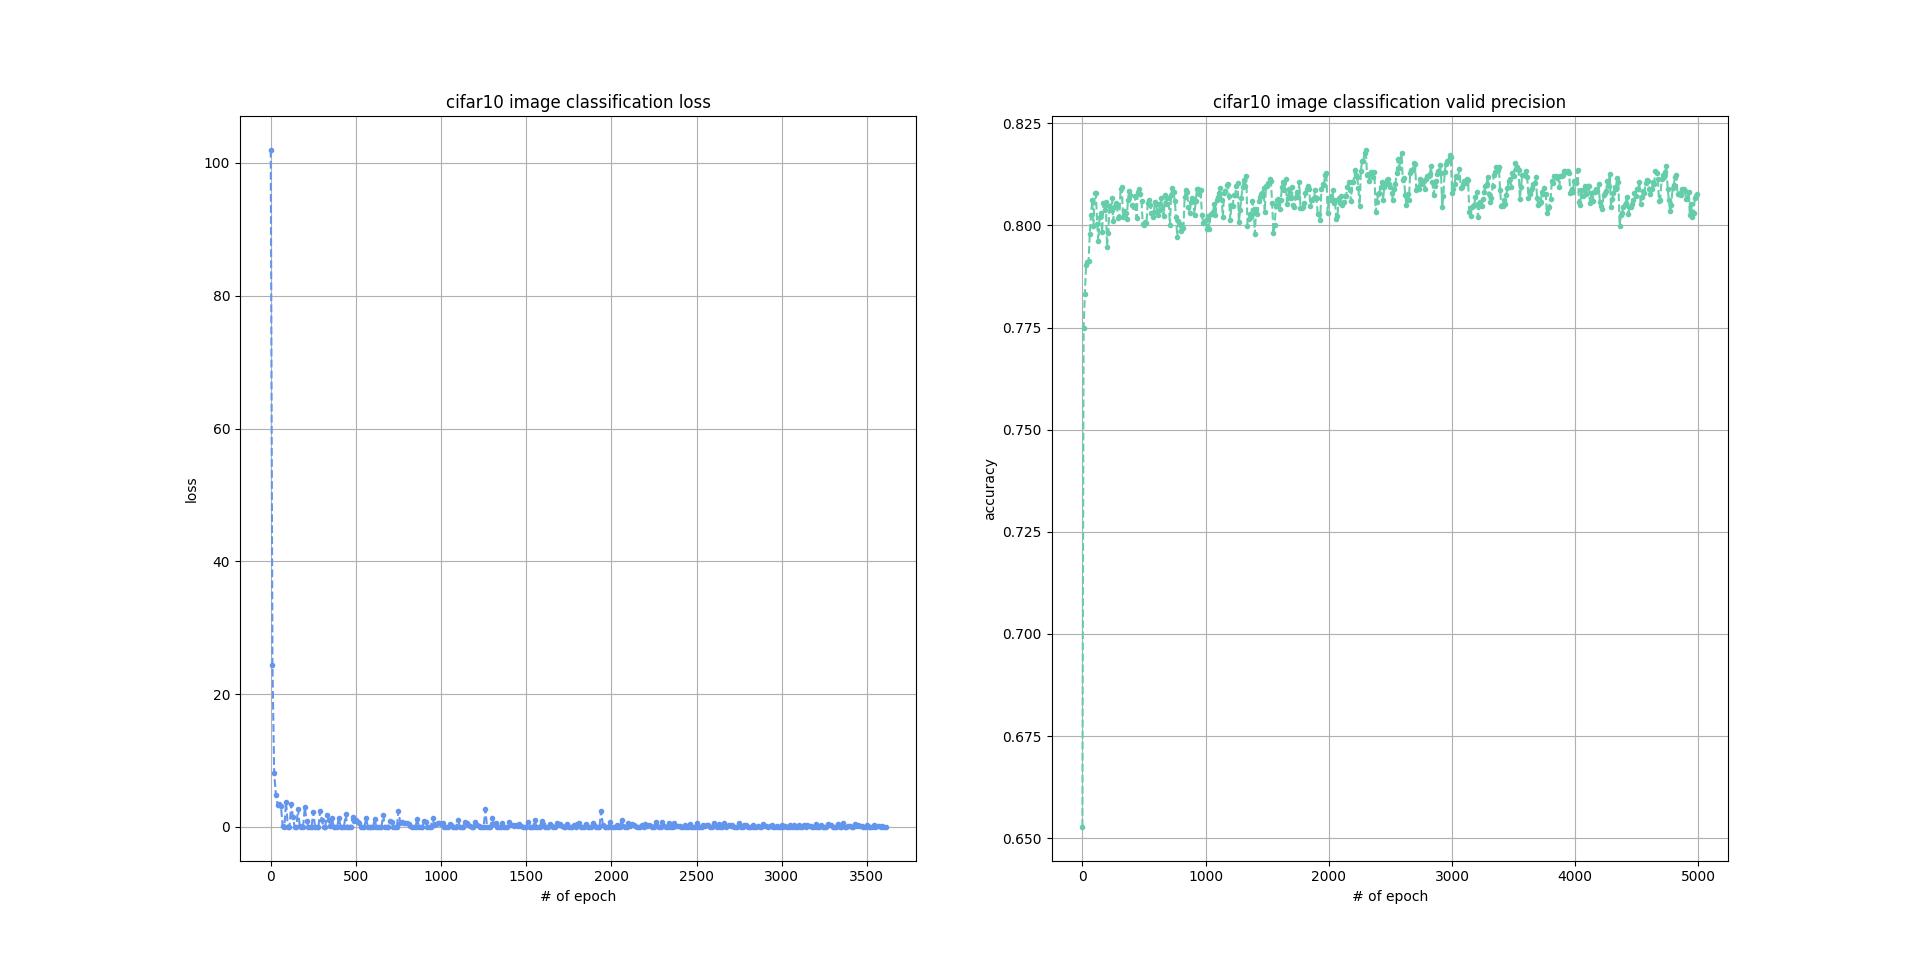 cifar10 image classification loss
100
80
60
40
20
0
loss
0 500 1000 1500 2000 2500 3000 3500
# of epoch
cifar10 image classification valid precision
0.825
0.800
0.775
0.750
0.725
0.700
0.675
0.650
accuracy
0 1000 2000 3000 4000 5000
# of epoch